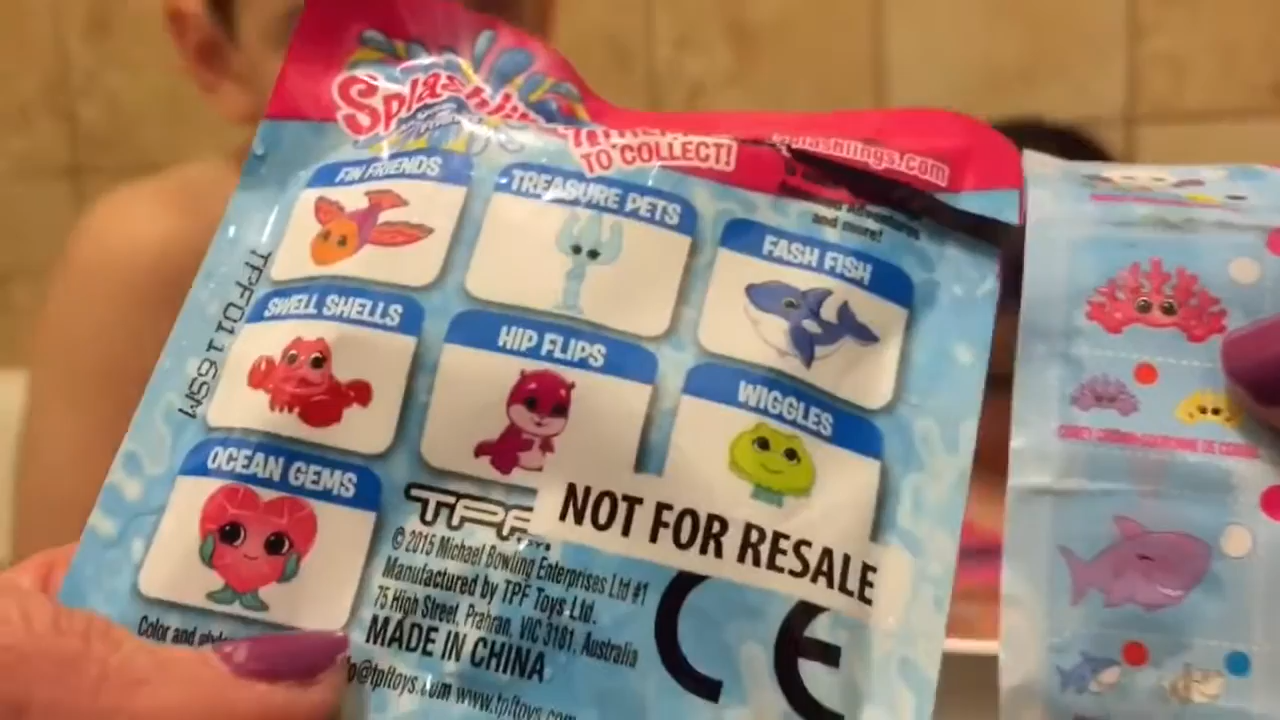 Splashlings
TO COLLECT!
splashlings.com
and more!
FIN FRIENDS
TREASURE PETS
FASH FISH
SWELL SHELLS
HIP FLIPS
WIGGLES
OCEAN GEMS
TPF0116SM
NOT FOR RESALE
TPF
© 2015 Michael Bowling Enterprises Ltd #1
Manufactured by TPF Toys Ltd.
75 High Street, Prahran, VIC 3181, Australia
MADE IN CHINA
CE
Color and
@tpftoys.com www.tpftoys.com